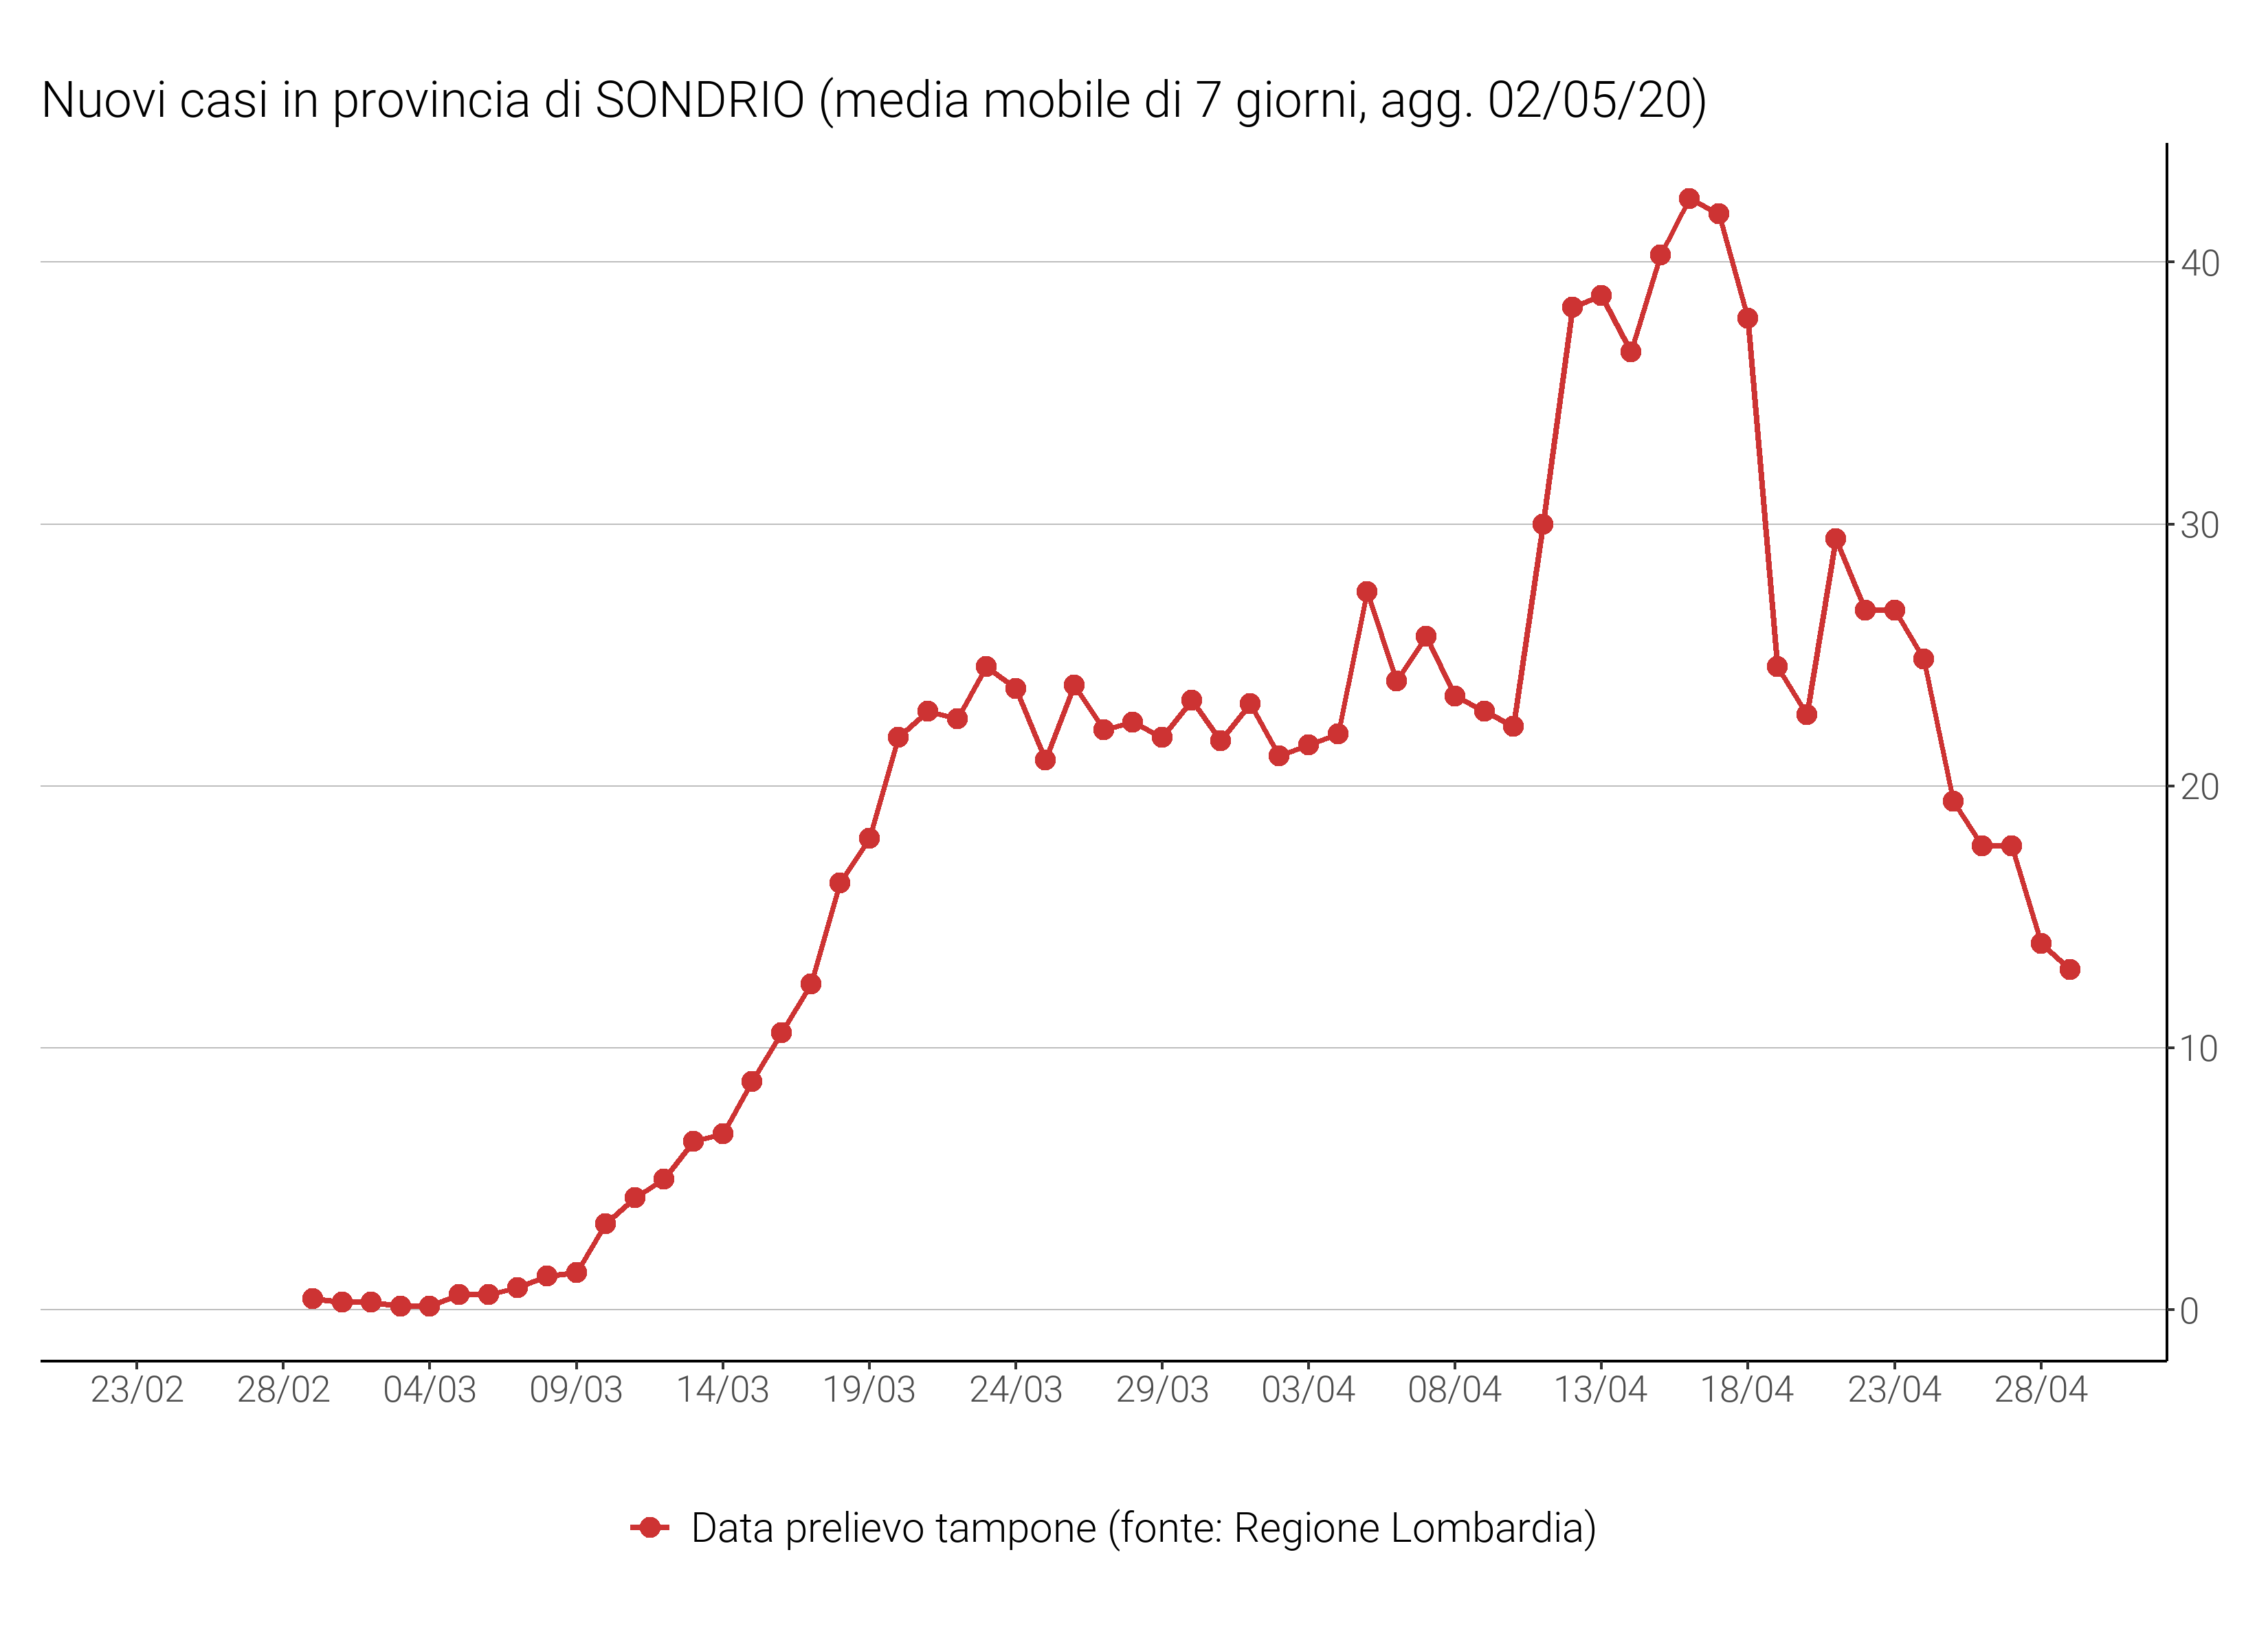 Nuovi casi in provincia di SONDRIO (media mobile di 7 giorni, agg. 02/05/20)
40
30
20
10
0
23/02 28/02 04/03 09/03 14/03 19/03 24/03 29/03 03/04 08/04 13/04 18/04 23/04 28/04
Data prelievo tampone (fonte: Regione Lombardia)